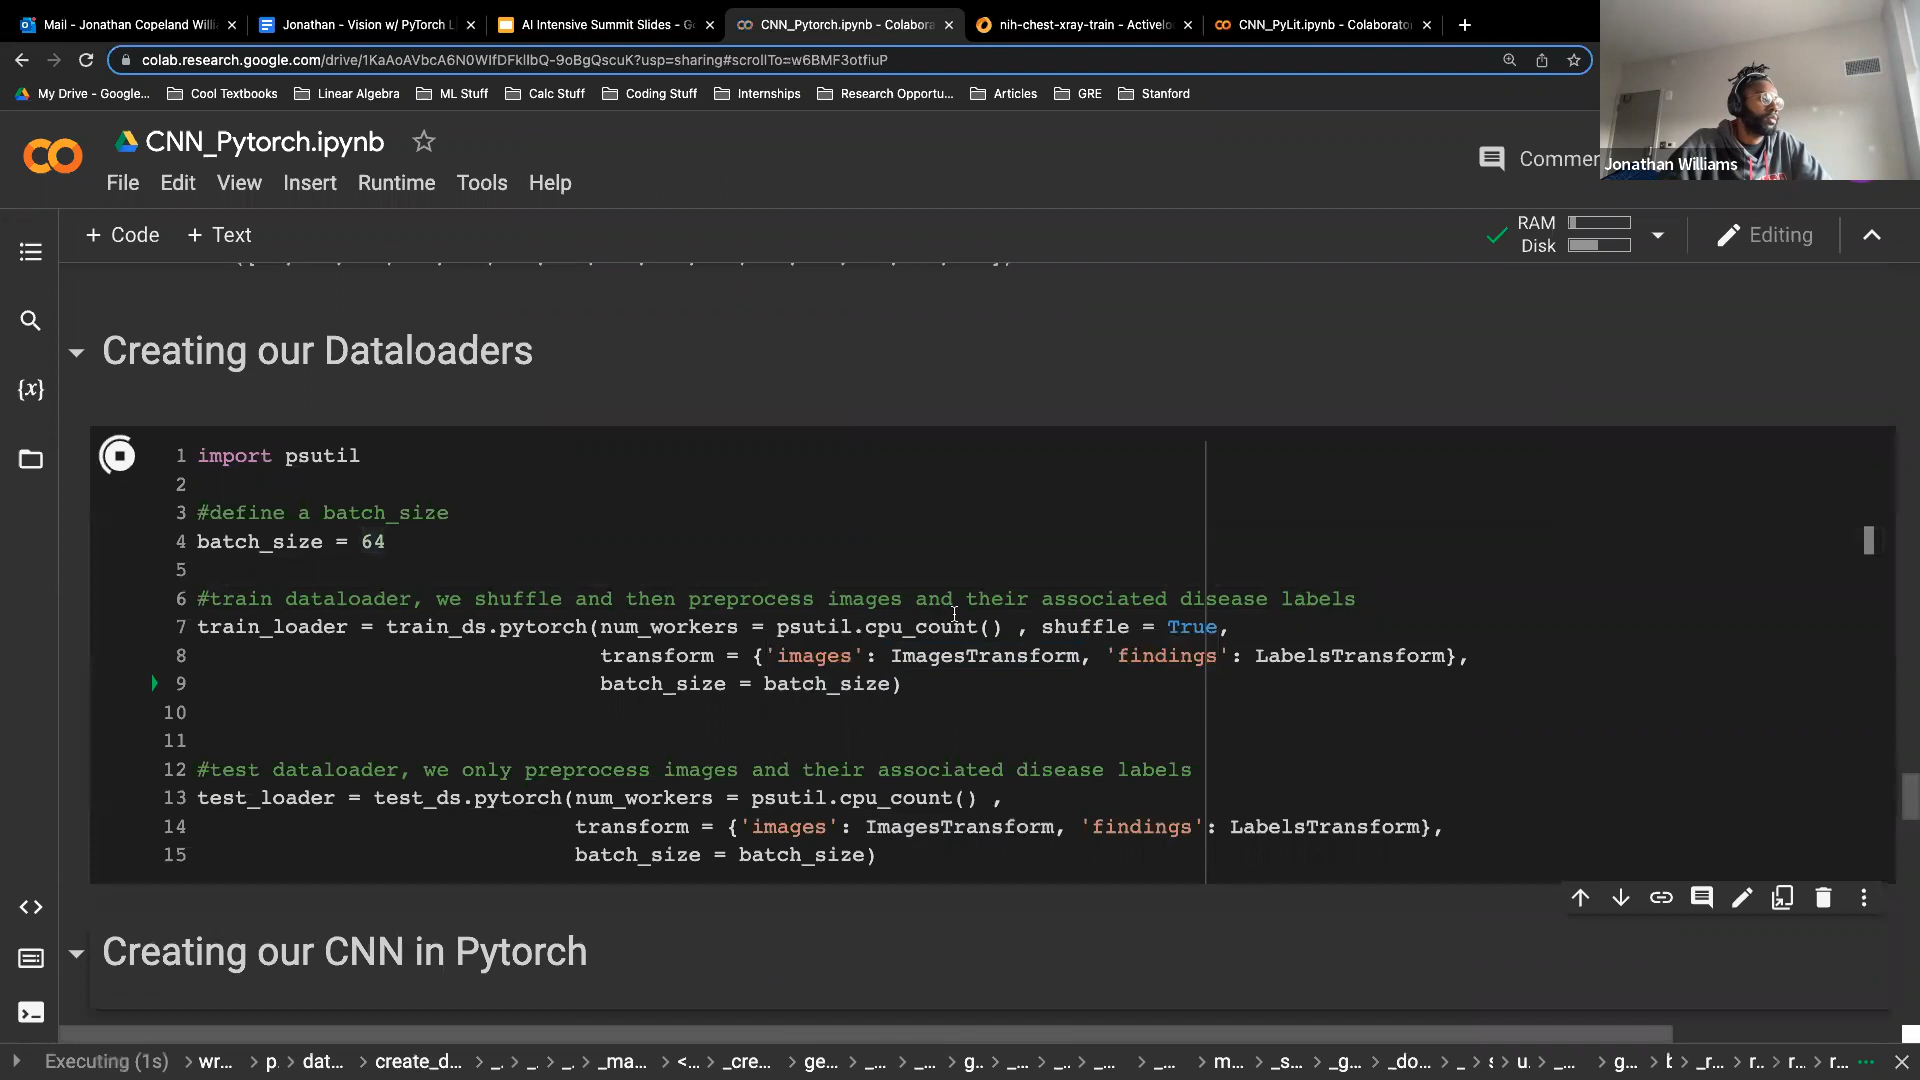 Mail - Jonathan Copeland Willi
Jonathan - Vision w/ PyTorch L
AI Intensive Summit Slides - Go
CNN_Pytorch.ipynb - Colabora
nih-chest-xray-train - Activelo
CNN_PyLit.ipynb - Colaborato
colab.research.google.com/drive/1KaAoAVbcA6N0WIfDFklIbQ-9oBgQscuK?usp=sharing#scrollTo=w6BMF3otfiuP
My Drive - Google...
Cool Textbooks
Linear Algebra
ML Stuff
Calc Stuff
Coding Stuff
Internships
Research Opportu...
Articles
GRE
Stanford
CNN_Pytorch.ipynb
Commer
Jonathan Williams
File Edit View Insert Runtime Tools Help
+ Code + Text
RAM
Disk
Editing
Creating our Dataloaders
1 import psutil
2
3 #define a batch_size
4 batch_size = 64
5
6 #train dataloader, we shuffle and then preprocess images and their associated disease labels
7 train_loader = train_ds.pytorch(num_workers = psutil.cpu_count() , shuffle = True,
8 transform = {'images': ImagesTransform, 'findings': LabelsTransform},
9 batch_size = batch_size)
10
11
12 #test dataloader, we only preprocess images and their associated disease labels
13 test_loader = test_ds.pytorch(num_workers = psutil.cpu_count() ,
14 transform = {'images': ImagesTransform, 'findings': LabelsTransform},
15 batch_size = batch_size)
Creating our CNN in Pytorch
Executing (1s) > wr... > p. > dat... > create_d... > _. > _. > _. > _ma... > <... > _cre... > ge... > _... > _... > g.. > _... > _.. > _... > _... > m... > _s... > _g... > _do... > _ > s > u. > _... > g... > b > _r... > r.. > r... > r...